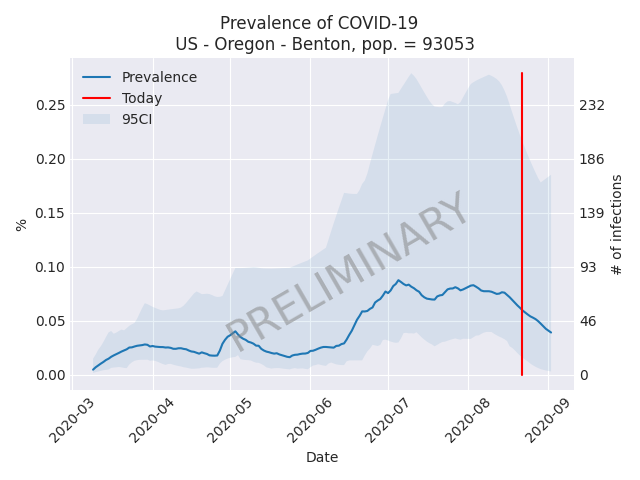 Prevalence of COVID-19
US - Oregon - Benton, pop. = 93053
Prevalence
Today
95CI
0.25
0.20
0.15
0.10
0.05
0.00
%
232
186
139
93
46
0
# of infections
PRELIMINARY
2020-03
2020-04
2020-05
2020-06
2020-07
2020-08
2020-09
Date